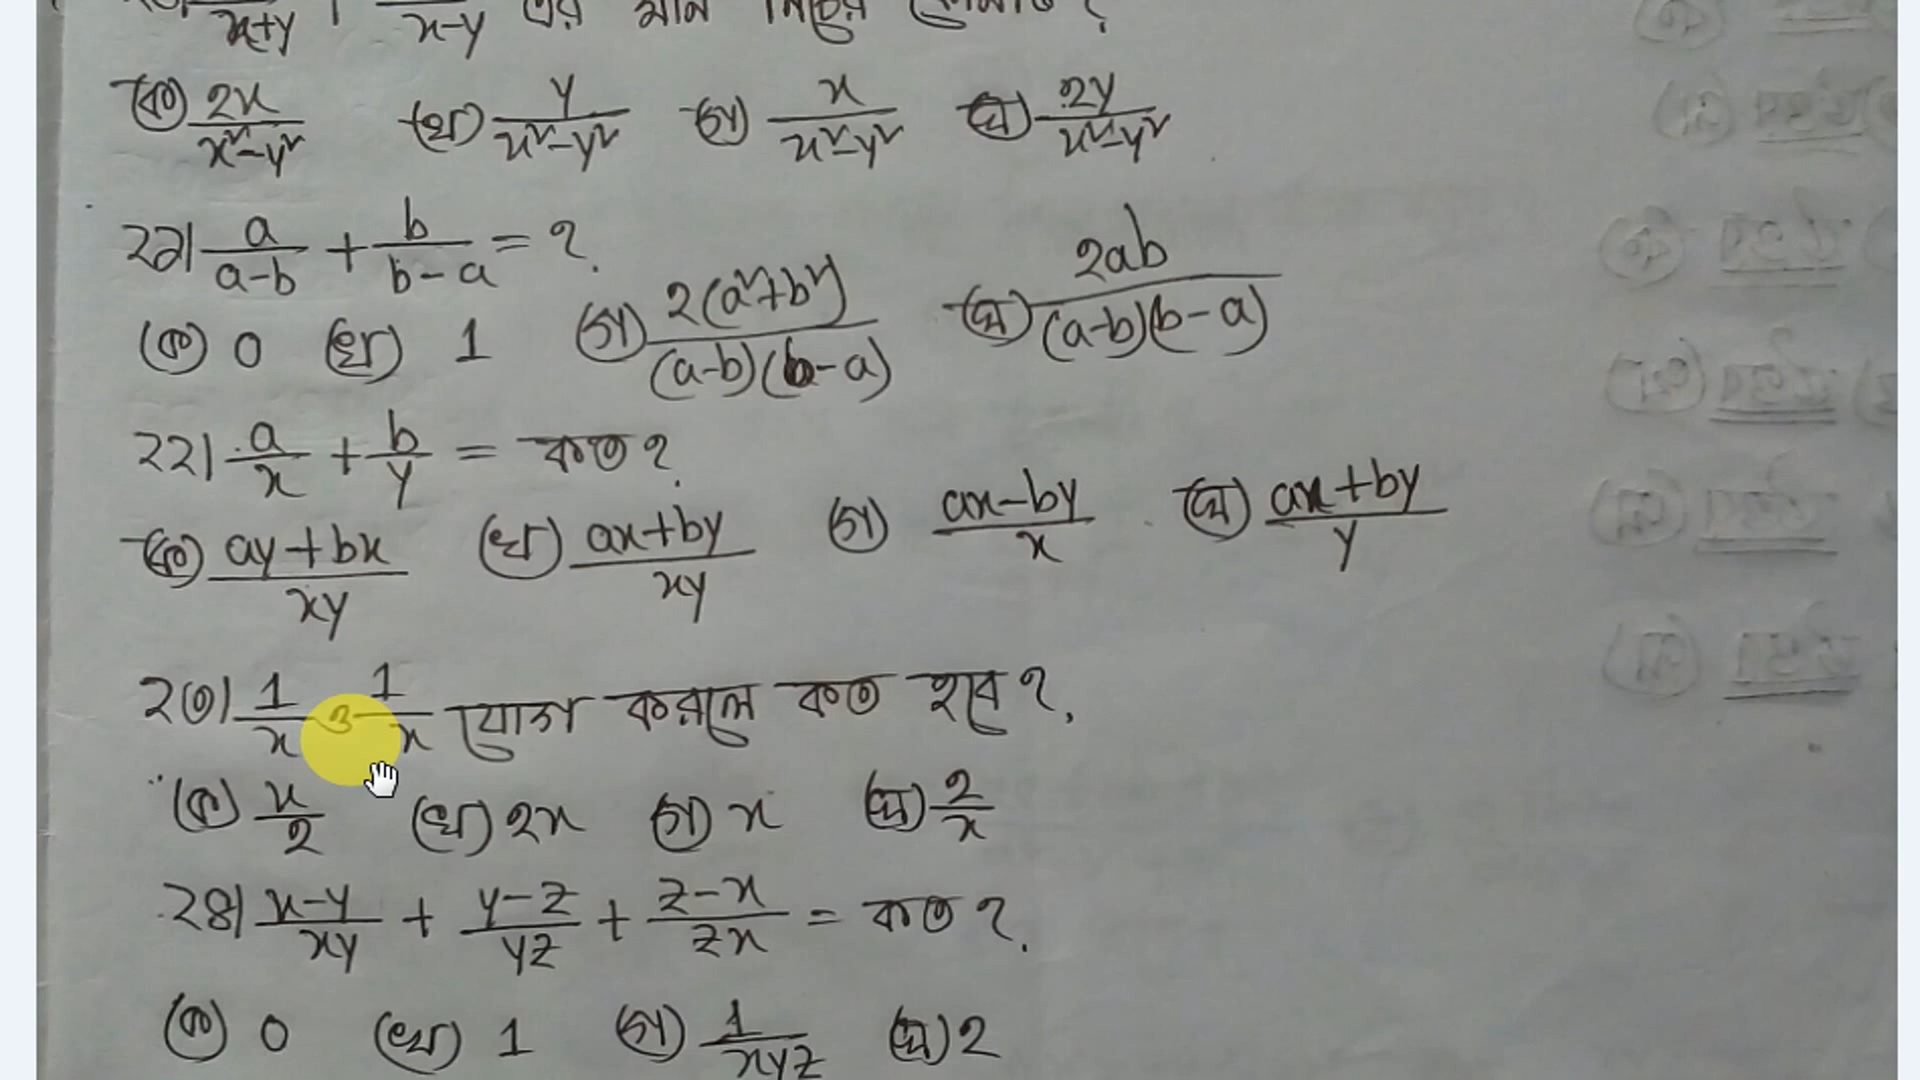 x+y x-y এর মান নিচের কোনটি?
(ক) 2x/x²-y² (খ) y/x²-y² (গ) x/x²-y² (ঘ) 2y/x²-y²
২১। a/a-b + b/b-a = ?
(ক) 0 (খ) 1 (গ) 2(a²+b²)/(a-b)(b-a) (ঘ) 2ab/(a-b)(b-a)
২২। a/x + b/y = কত?
(ক) ay+bx/xy (খ) ax+by/xy (গ) ax-by/x (ঘ) ax+by/y
২৩। 1/x ও 1/x যোগ করলে কত হবে?
(ক) x/2 (খ) 2x (গ) x (ঘ) 2/x
২৪। x-y/xy + y-z/yz + z-x/zx = কত?
(ক) 0 (খ) 1 (গ) 1/xyz (ঘ) 2